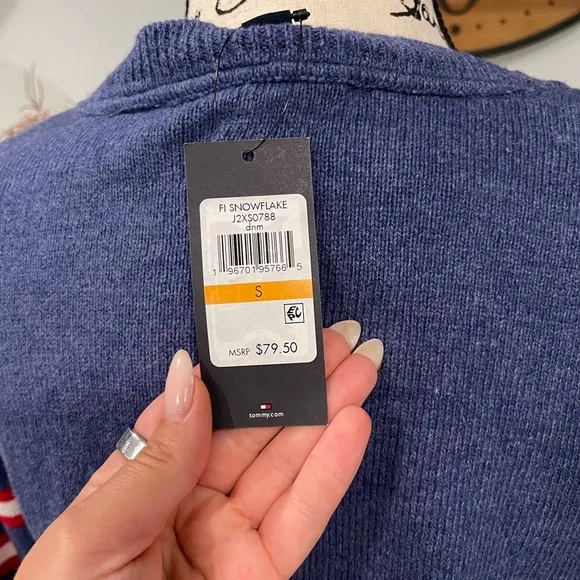 FI SNOWFLAKE
J2XS0788
dnm
1 96701 95766 5
S
MSRP $79.50
tommy.com